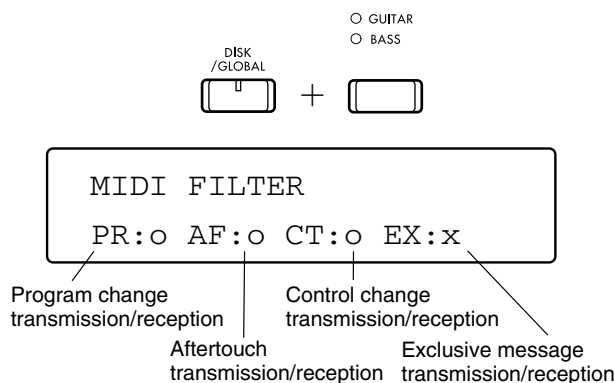 GUITAR
BASS
DISK
/GLOBAL
+
MIDI FILTER
PR:o AF:o CT:o EX:x
Program change
transmission/reception
Control change
transmission/reception
Aftertouch
transmission/reception
Exclusive message
transmission/reception